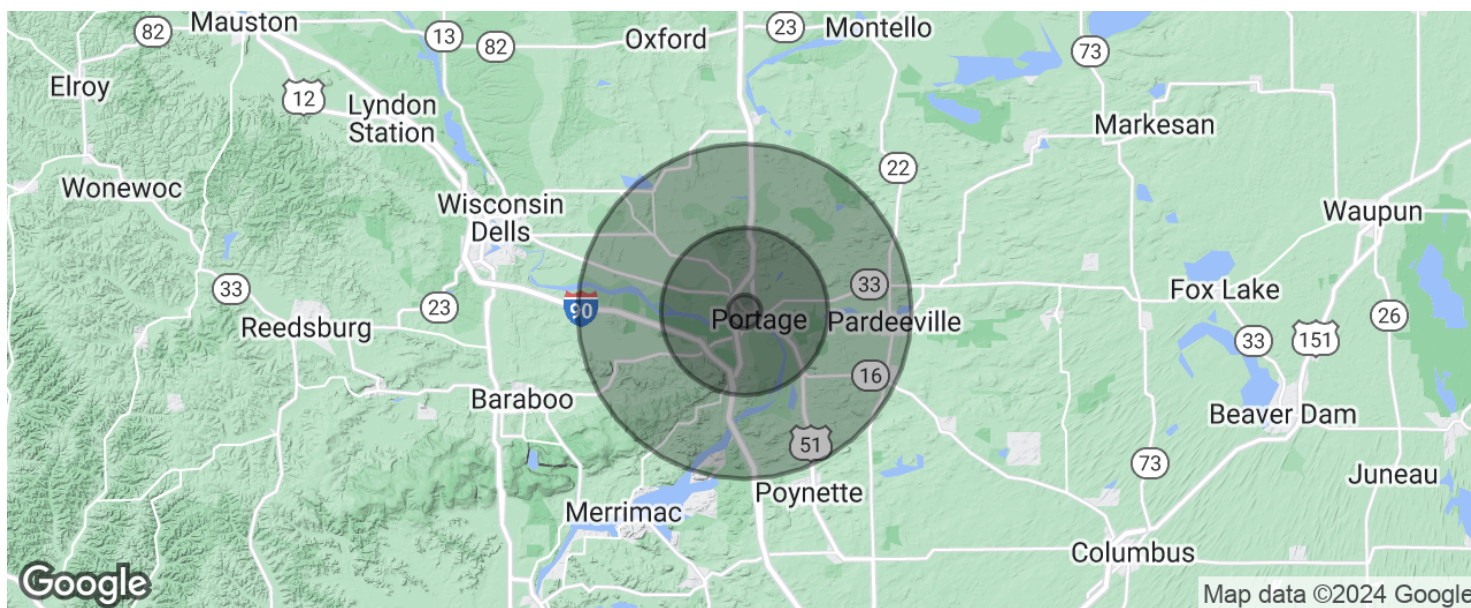 Mauston
82
13
82
Oxford
23
Montello
73
Elroy
12
Lyndon
Station
Markesan
22
Wonewoc
Wisconsin
Dells
Waupun
33
23
90
33
Fox Lake
26
Reedsburg
Portage
Pardeeville
151
33
16
Baraboo
Beaver Dam
51
73
Juneau
Poynette
Merrimac
Columbus
Google
Map data ©2024 Google